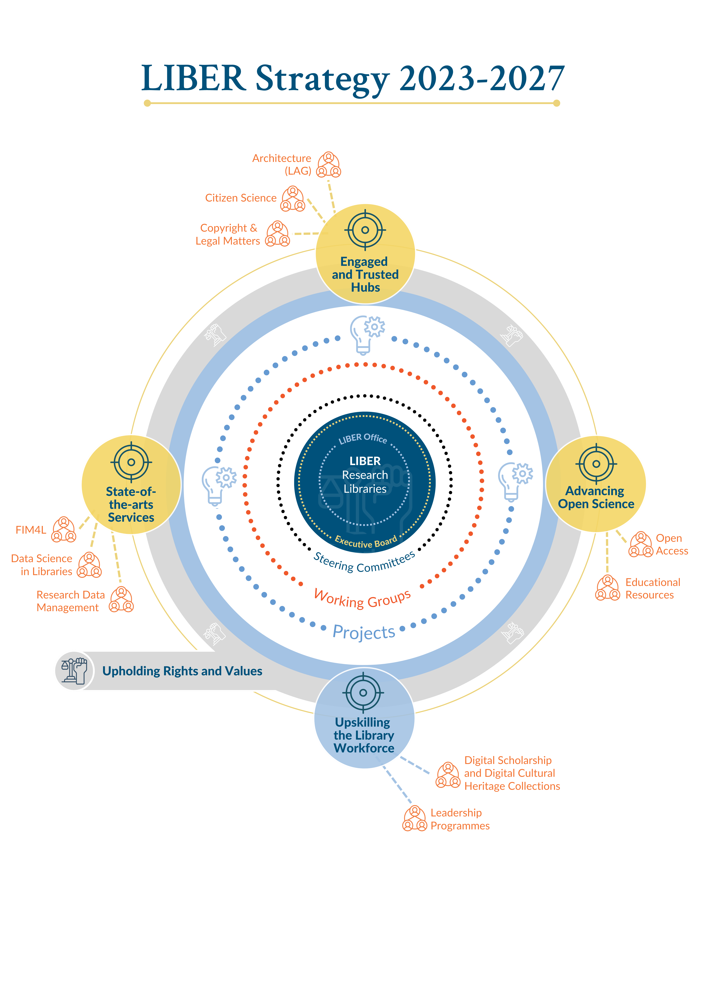 LIBER Strategy 2023-2027
Architecture
(LAG)
Citizen Science
Copyright &
Legal Matters
Engaged
and Trusted
Hubs
LIBER Office
LIBER
Research
Libraries
Executive Board
Steering Committees
Working Groups
Projects
State-of-
the-arts
Services
FIM4L
Data Science
in Libraries
Research Data
Management
Advancing
Open Science
Open
Access
Educational
Resources
Upholding Rights and Values
Upskilling
the Library
Workforce
Digital Scholarship
and Digital Cultural
Heritage Collections
Leadership
Programmes